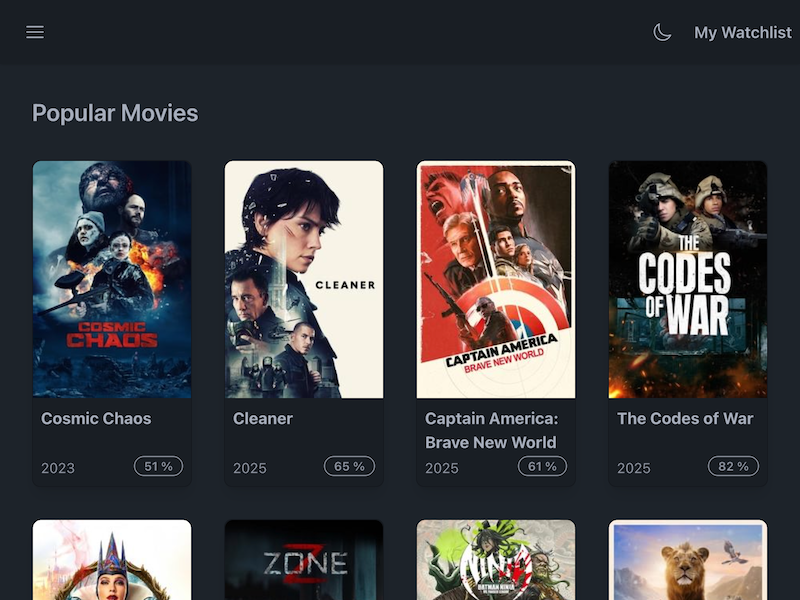 My Watchlist
Popular Movies
COSMIC
CHAOS
CLEANER
CAPTAIN AMERICA
BRAVE NEW WORLD
THE
CODES
OF WAR
Cosmic Chaos
2023
51 %
Cleaner
2025
65 %
Captain America:
Brave New World
2025
61 %
The Codes of War
2025
82 %
Z
ZONE
NINJA
BATMAN NINJA